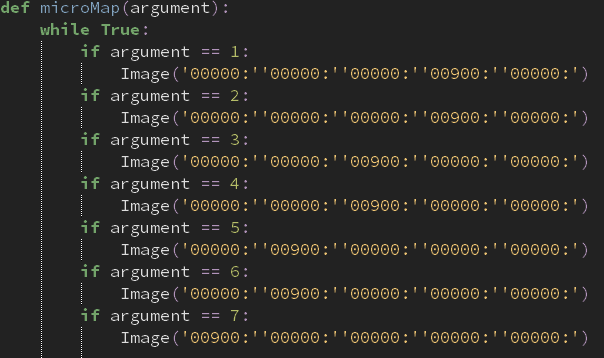 def microMap(argument):
    while True:
        if argument == 1:
            Image('00000:''00000:''00000:''00900:''00000:')
        if argument == 2:
            Image('00000:''00000:''00000:''00900:''00000:')
        if argument == 3:
            Image('00000:''00000:''00900:''00000:''00000:')
        if argument == 4:
            Image('00000:''00000:''00900:''00000:''00000:')
        if argument == 5:
            Image('00000:''00900:''00000:''00000:''00000:')
        if argument == 6:
            Image('00000:''00900:''00000:''00000:''00000:')
        if argument == 7:
            Image('00900:''00000:''00000:''00000:''00000:')